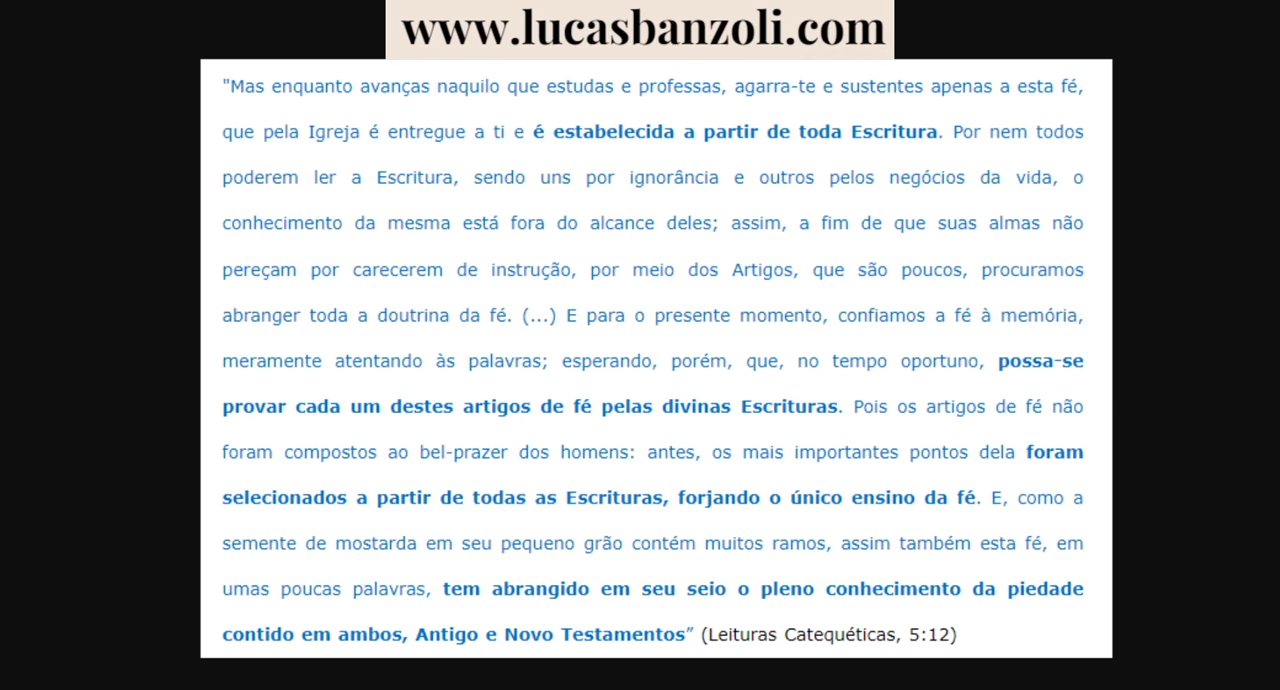 www.lucasbanzoli.com
"Mas enquanto avanças naquilo que estudas e professas, agarra-te e sustentes apenas a esta fé,
que pela Igreja é entregue a ti e é estabelecida a partir de toda Escritura. Por nem todos
poderem ler a Escritura, sendo uns por ignorância e outros pelos negócios da vida, o
conhecimento da mesma está fora do alcance deles; assim, a fim de que suas almas não
pereçam por carecerem de instrução, por meio dos Artigos, que são poucos, procuramos
abranger toda a doutrina da fé. (...) E para o presente momento, confiamos a fé à memória,
meramente atentando às palavras; esperando, porém, que, no tempo oportuno, possa-se
provar cada um destes artigos de fé pelas divinas Escrituras. Pois os artigos de fé não
foram compostos ao bel-prazer dos homens: antes, os mais importantes pontos dela foram
selecionados a partir de todas as Escrituras, forjando o único ensino da fé. E, como a
semente de mostarda em seu pequeno grão contém muitos ramos, assim também esta fé, em
umas poucas palavras, tem abrangido em seu seio o pleno conhecimento da piedade
contido em ambos, Antigo e Novo Testamentos” (Leituras Catequéticas, 5:12)